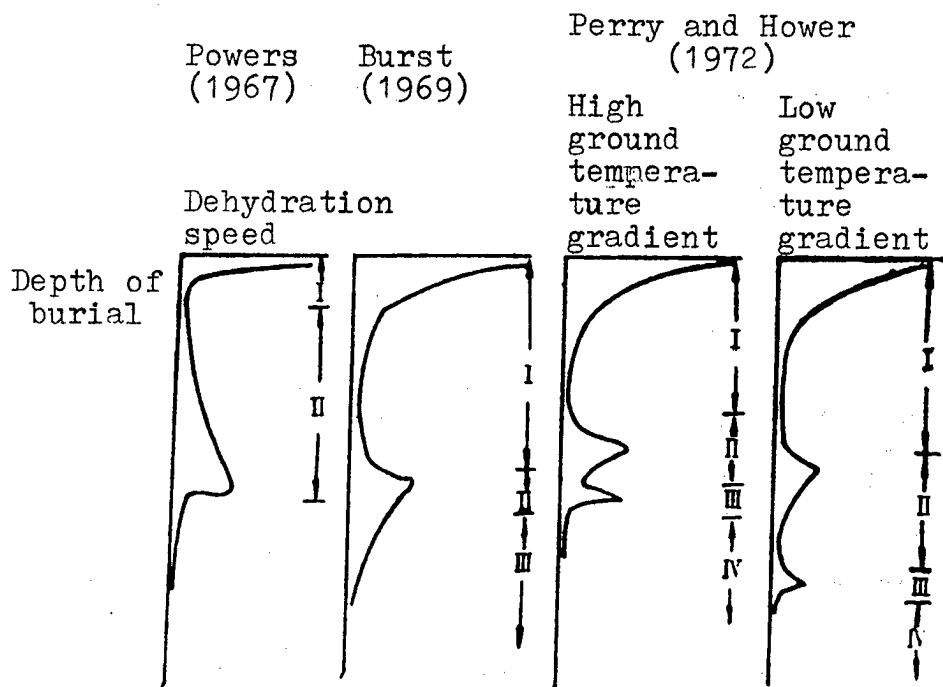 Powers
(1967)
Burst
(1969)
Perry and Hower
(1972)
High
ground
tempera-
ture
gradient
Low
ground
tempera-
ture
gradient
Dehydration
speed
Depth of
burial
I
II
I
II
III
I
II
III
IV
I
II
III
IV